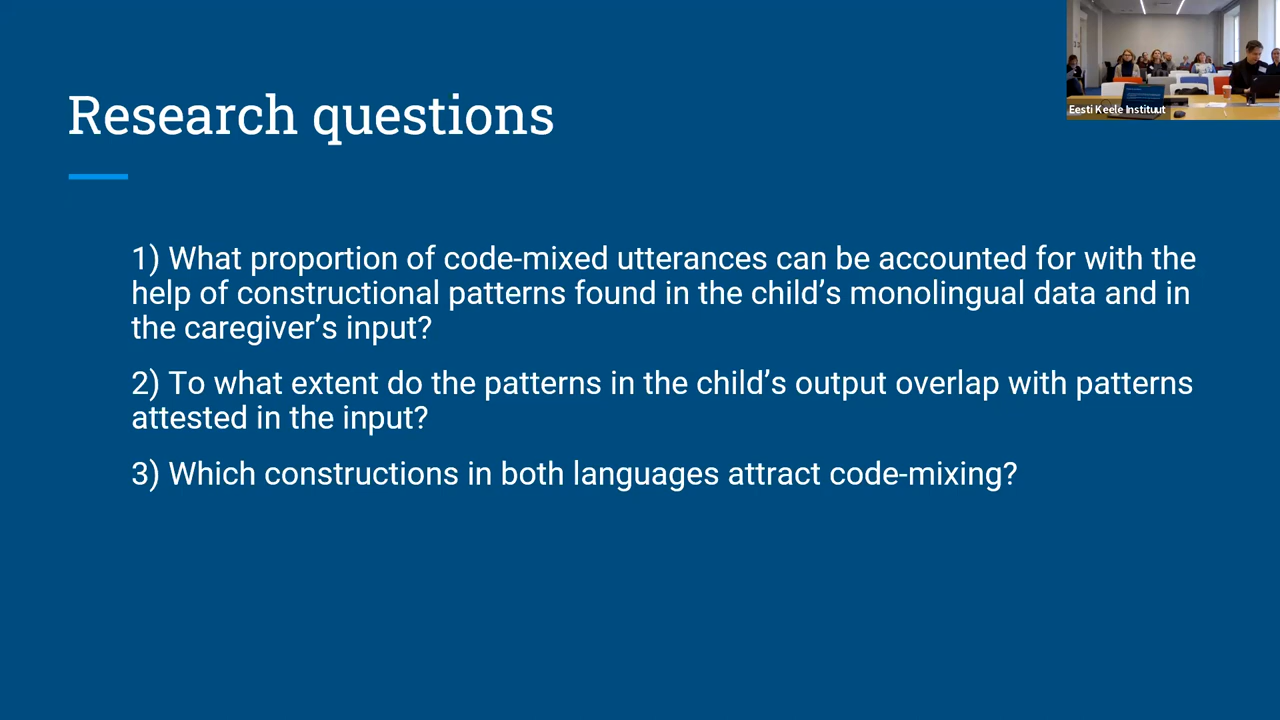 Research questions
Eesti Keele Instituut
1) What proportion of code-mixed utterances can be accounted for with the
help of constructional patterns found in the child’s monolingual data and in
the caregiver’s input?
2) To what extent do the patterns in the child’s output overlap with patterns
attested in the input?
3) Which constructions in both languages attract code-mixing?